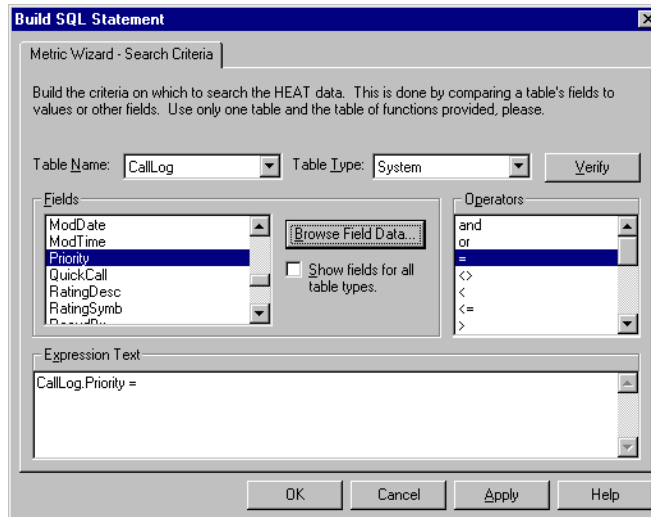 Build SQL Statement
Metric Wizard - Search Criteria
Build the criteria on which to search the HEAT data. This is done by comparing a table's fields to
values or other fields. Use only one table and the table of functions provided, please.
Table Name: CallLog Table Type: System Verify
Fields
Operators
ModDate
ModTime
Priority
QuickCall
RatingDesc
RatingSymb
Browse Field Data...
Show fields for all
table types.
and
or
=
<>
<
<=
>
Expression Text
CallLog.Priority =
OK Cancel Apply Help